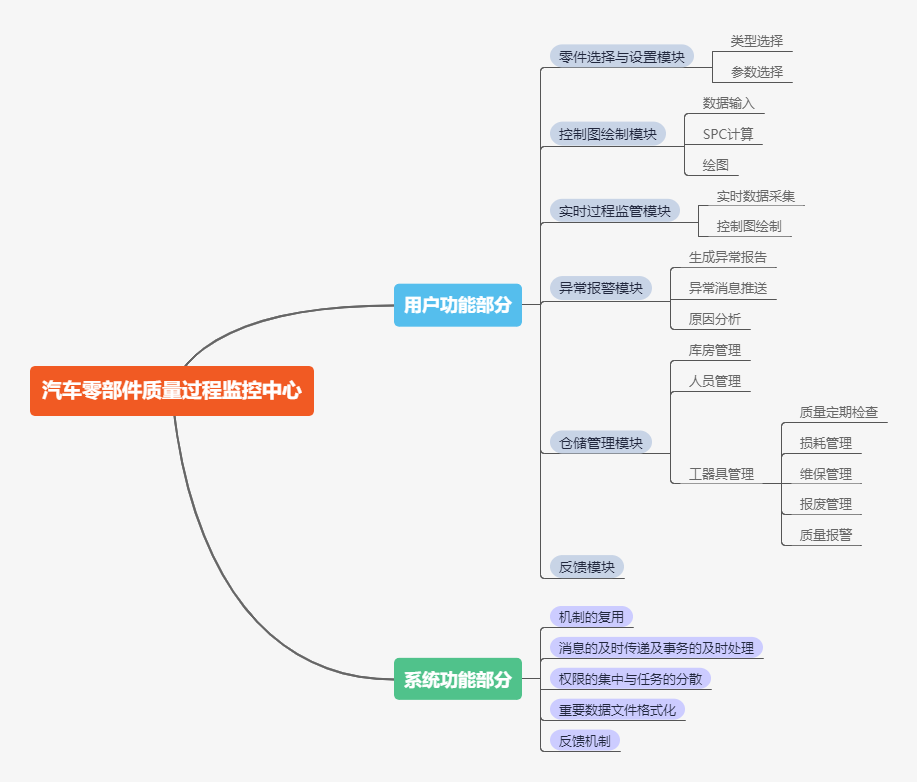 汽车零部件质量过程监控中心
用户功能部分
零件选择与设置模块
类型选择
参数选择
控制图绘制模块
数据输入
SPC计算
绘图
实时过程监管模块
实时数据采集
控制图绘制
异常报警模块
生成异常报告
异常消息推送
原因分析
仓储管理模块
库房管理
人员管理
工器具管理
质量定期检查
损耗管理
维保管理
报废管理
质量报警
反馈模块
系统功能部分
机制的复用
消息的及时传递及事务的及时处理
权限的集中与任务的分散
重要数据文件格式化
反馈机制